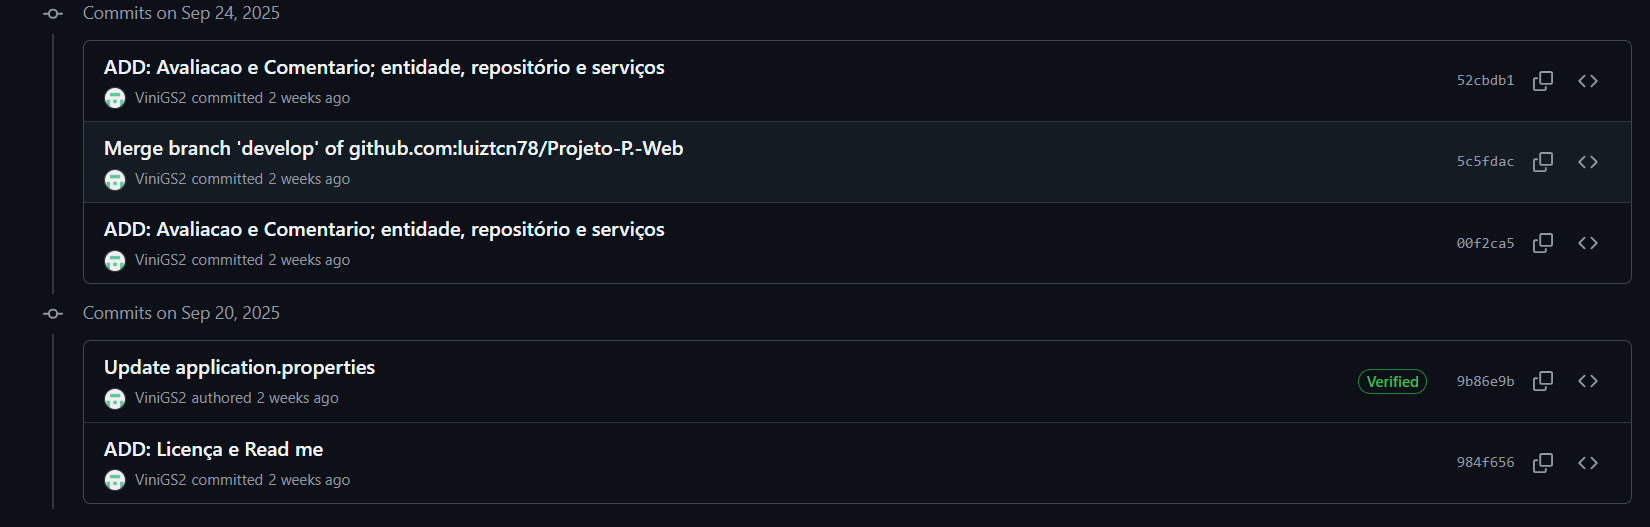 Commits on Sep 24, 2025
ADD: Avaliacao e Comentario; entidade, repositório e serviços
52cbdb1
ViniGS2 committed 2 weeks ago
Merge branch 'develop' of github.com:luiztcn78/Projeto-P.-Web
5c5fdac
ViniGS2 committed 2 weeks ago
ADD: Avaliacao e Comentario; entidade, repositório e serviços
00f2ca5
ViniGS2 committed 2 weeks ago
Commits on Sep 20, 2025
Update application.properties
Verified 9b86e9b
ViniGS2 authored 2 weeks ago
ADD: Licença e Read me
984f656
ViniGS2 committed 2 weeks ago